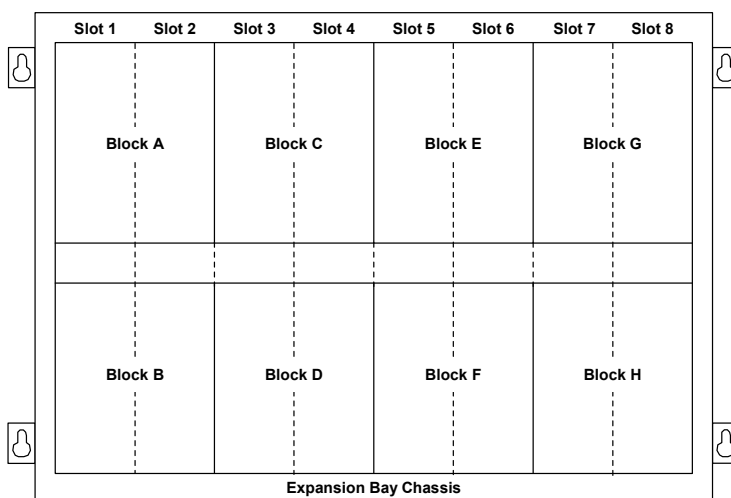 Slot 1 Slot 2 Slot 3 Slot 4 Slot 5 Slot 6 Slot 7 Slot 8
Block A Block C Block E Block G
Block B Block D Block F Block H
Expansion Bay Chassis